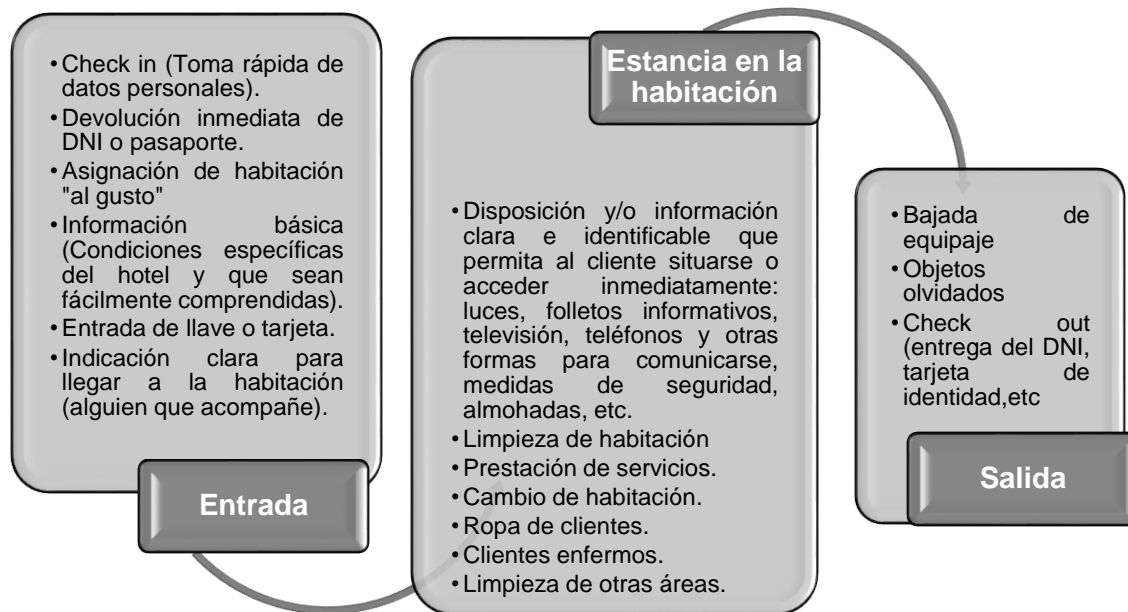 • Check in (Toma rápida de
datos personales).
• Devolución inmediata de
DNI o pasaporte.
• Asignación de habitación
"al gusto"
• Información básica
(Condiciones específicas
del hotel y que sean
fácilmente comprendidas).
• Entrada de llave o tarjeta.
• Indicación clara para
llegar a la habitación
(alguien que acompañe).
Entrada
Estancia en la
habitación
• Disposición y/o información
clara e identificable que
permita al cliente situarse o
acceder inmediatamente:
luces, folletos informativos,
televisión, teléfonos y otras
formas para comunicarse,
medidas de seguridad,
almohadas, etc.
• Limpieza de habitación
• Prestación de servicios.
• Cambio de habitación.
• Ropa de clientes.
• Clientes enfermos.
• Limpieza de otras áreas.
• Bajada de
equipaje
• Objetos
olvidados
• Check out
(entrega del DNI,
tarjeta de
identidad,etc
Salida